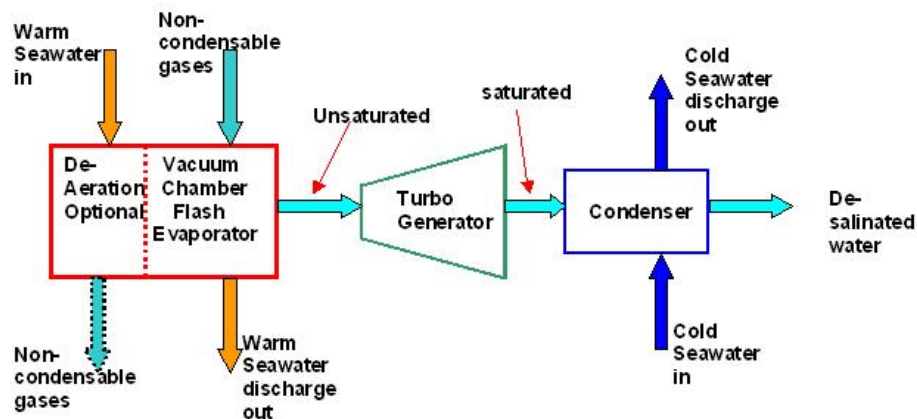 Warm
Seawater
in
Non-
condensable
gases
Unsaturated
saturated
Cold
Seawater
discharge
out
De-
Aeration
Optional
Vacuum
Chamber
Flash
Evaporator
Turbo
Generator
Condenser
De-
salinated
water
Non-
condensable
gases
Warm
Seawater
discharge
out
Cold
Seawater
in